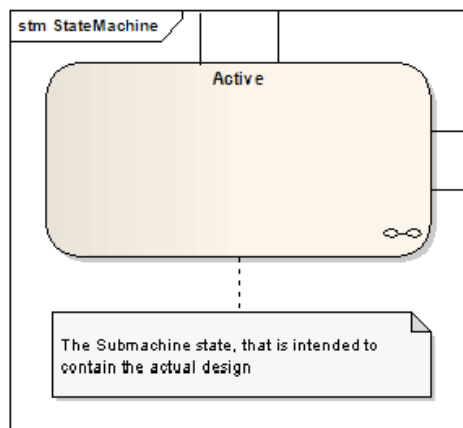 stm StateMachine
Active
The Submachine state, that is intended to
contain the actual design